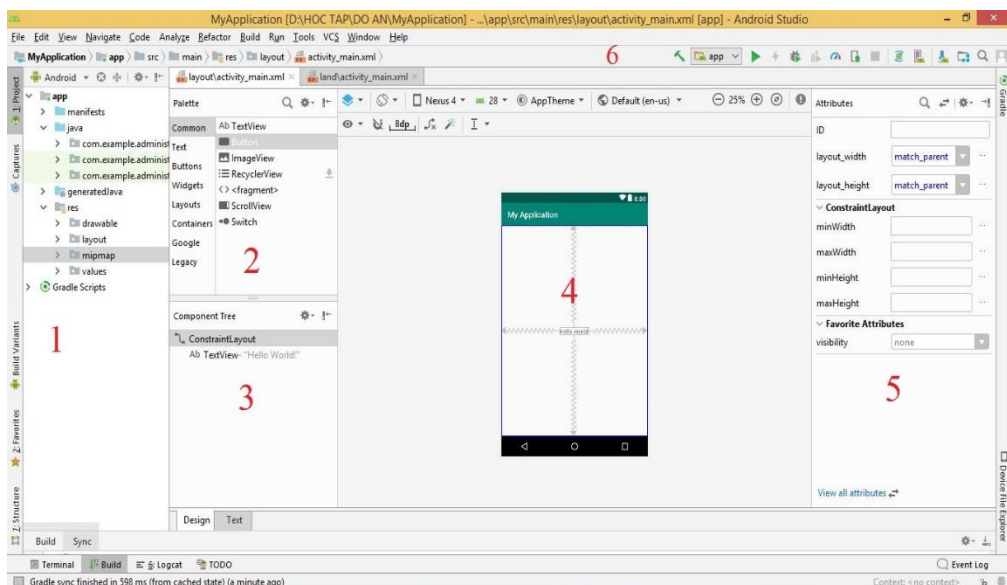 MyApplication [D:\HOC TAP\DO AN\MyApplication] - ...\app\src\main\res\layout\activity_main.xml [app] - Android Studio
File Edit View Navigate Code Analyze Refactor Build Run Tools VCS Window Help
MyApplication app src main res layout activity_main.xml
6
app
1: Project
Captures
Build Variants
2: Favorites
Z: Structure
Android
app
manifests
java
com.example.administ
com.example.administ
com.example.administ
generatedJava
res
drawable
layout
mipmap
values
Gradle Scripts
1
layout\activity_main.xml
land\activity_main.xml
Palette
Common
Text
Buttons
Widgets
Layouts
Containers
Google
Legacy
Ab TextView
Button
ImageView
RecyclerView
<> <fragment>
ScrollView
Switch
2
Component Tree
ConstraintLayout
Ab TextView- "Hello World!"
3
Nexus 4 28 AppTheme Default (en-us) 25%
8dp
8:00
My Application
4
Hello World!
Attributes
ID
layout_width match_parent
layout_height match_parent
ConstraintLayout
minWidth
maxWidth
minHeight
maxHeight
Favorite Attributes
visibility none
5
View all attributes
Gradle
Device File Explorer
Design Text
Build Sync
Terminal Build 6: Logcat TODO
Event Log
Gradle sync finished in 598 ms (from cached state) (a minute ago)
Context: <no context>